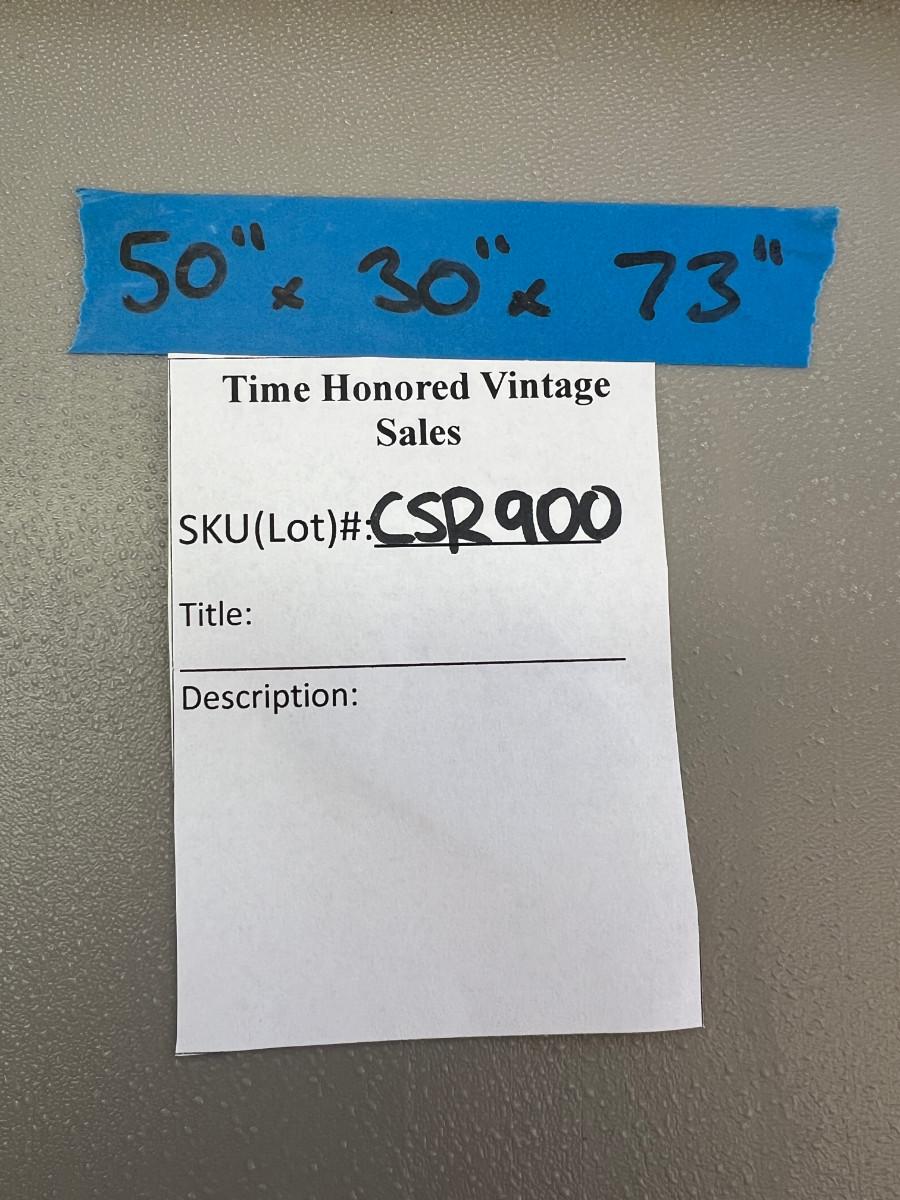 50" x 30" x 73"
Time Honored Vintage
Sales
SKU(Lot)#: CSR900
Title:
Description: